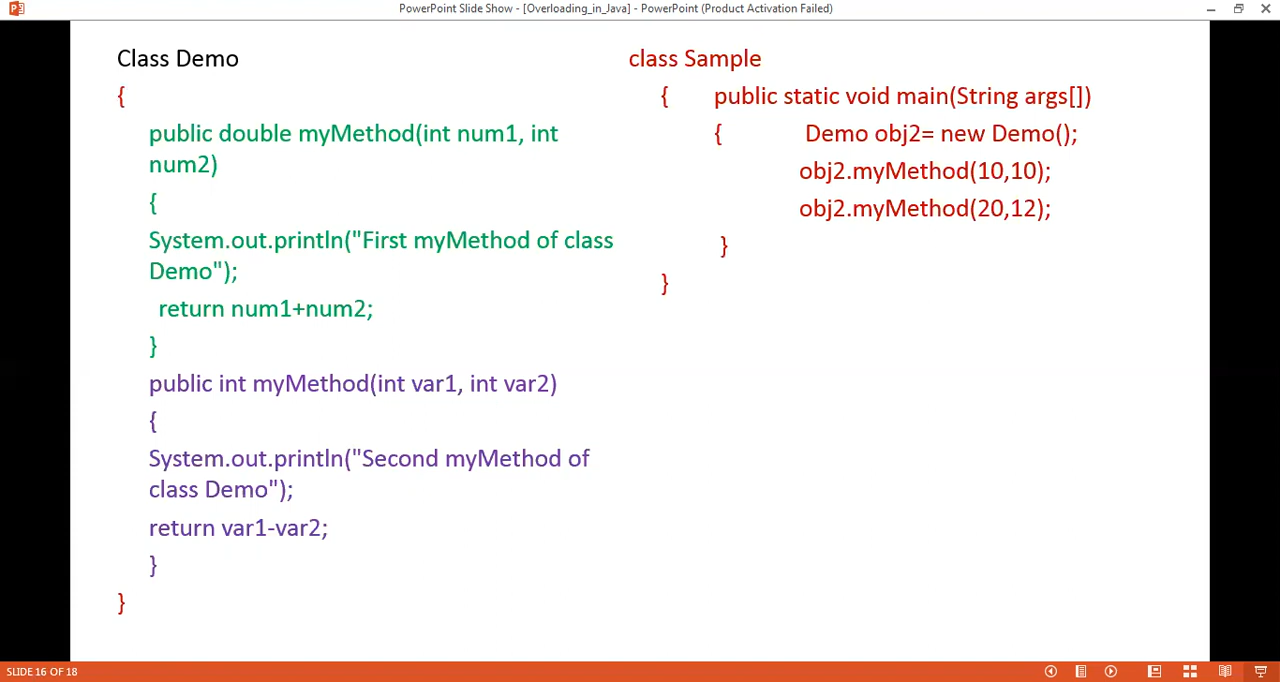 PowerPoint Slide Show - [Overloading_in_Java] - PowerPoint (Product Activation Failed)
Class Demo
{
public double myMethod(int num1, int
num2)
{
System.out.println("First myMethod of class
Demo");
return num1+num2;
}
public int myMethod(int var1, int var2)
{
System.out.println("Second myMethod of
class Demo");
return var1-var2;
}
}
class Sample
{ public static void main(String args[])
{ Demo obj2= new Demo();
obj2.myMethod(10,10);
obj2.myMethod(20,12);
}
}
SLIDE 16 OF 18